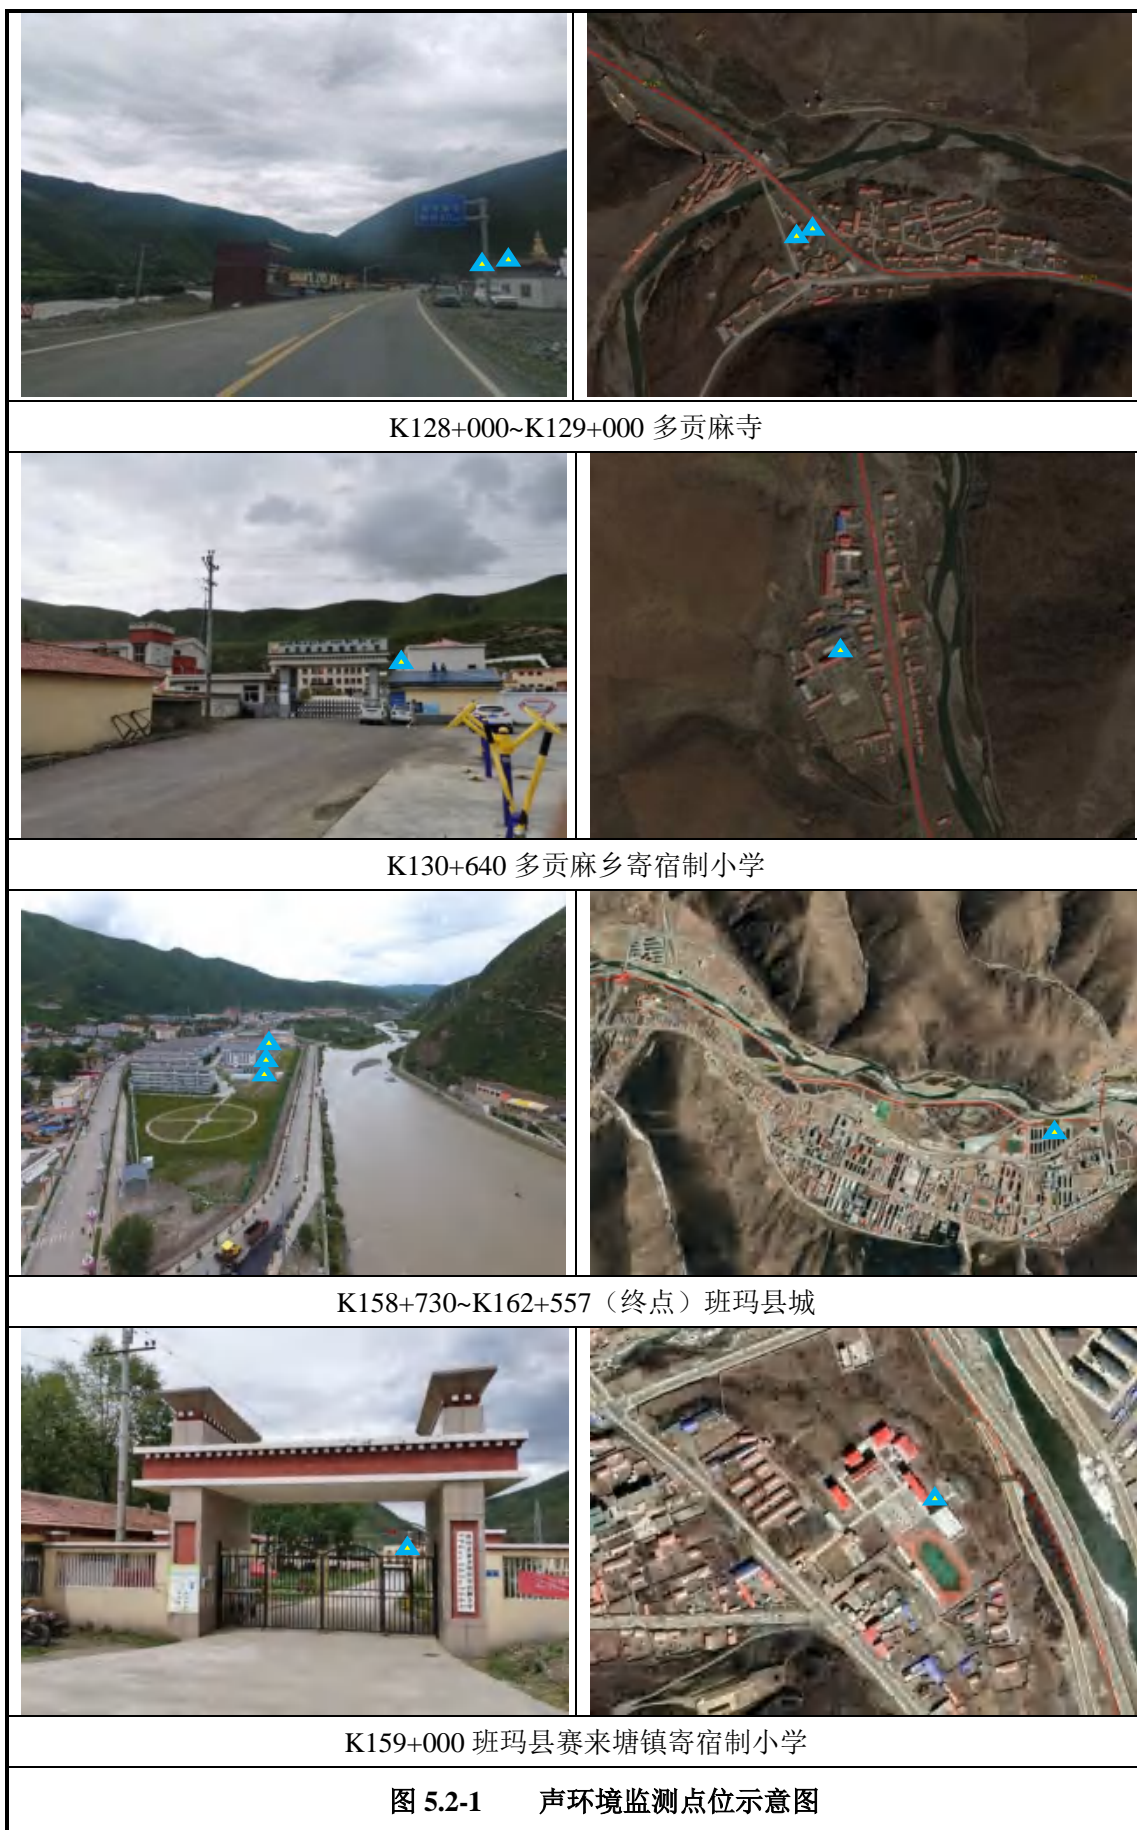 K128+000~K129+000 多贡麻寺
K130+640 多贡麻乡寄宿制小学
K158+730~K162+557（终点）班玛县城
K159+000 班玛县赛来塘镇寄宿制小学
图 5.2-1 声环境监测点位示意图